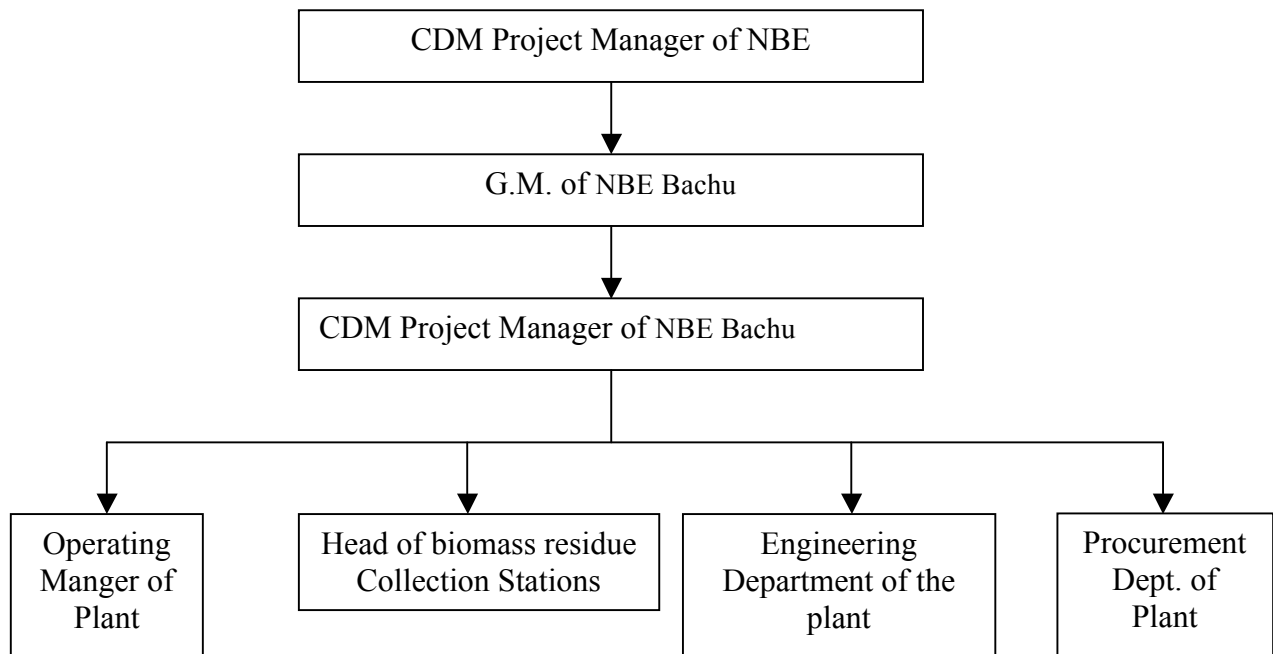 CDM Project Manager of NBE
G.M. of NBE Bachu
CDM Project Manager of NBE Bachu
Operating
Manger of
Plant
Head of biomass residue
Collection Stations
Engineering
Department of the
plant
Procurement
Dept. of
Plant